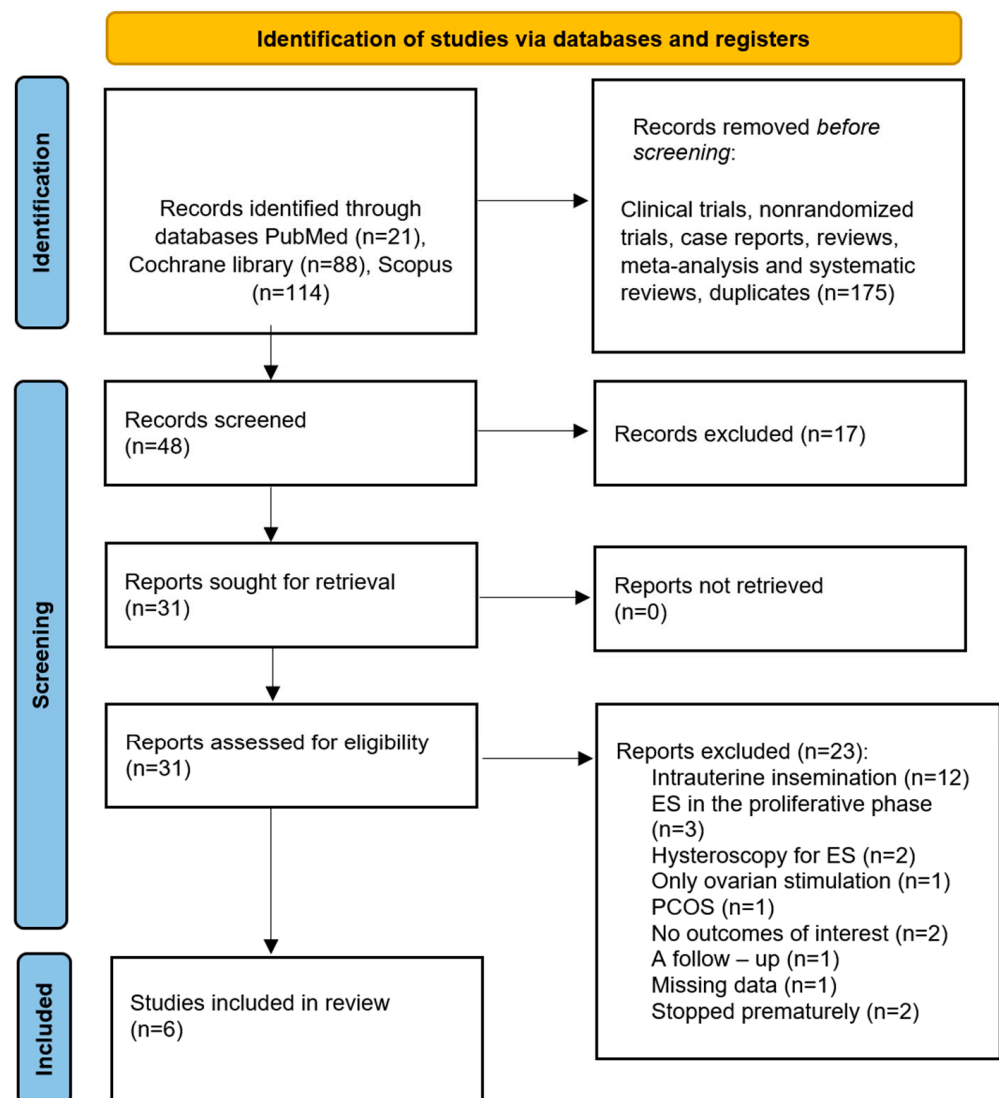 Identification of studies via databases and registers
Identification
Records identified through
databases PubMed (n=21),
Cochrane library (n=88), Scopus
(n=114)
Records removed before
screening:
Clinical trials, nonrandomized
trials, case reports, reviews,
meta-analysis and systematic
reviews, duplicates (n=175)
Screening
Records screened
(n=48)
Records excluded (n=17)
Reports sought for retrieval
(n=31)
Reports not retrieved
(n=0)
Reports assessed for eligibility
(n=31)
Reports excluded (n=23):
Intrauterine insemination (n=12)
ES in the proliferative phase
(n=3)
Hysteroscopy for ES (n=2)
Only ovarian stimulation (n=1)
PCOS (n=1)
No outcomes of interest (n=2)
A follow – up (n=1)
Missing data (n=1)
Stopped prematurely (n=2)
Included
Studies included in review
(n=6)